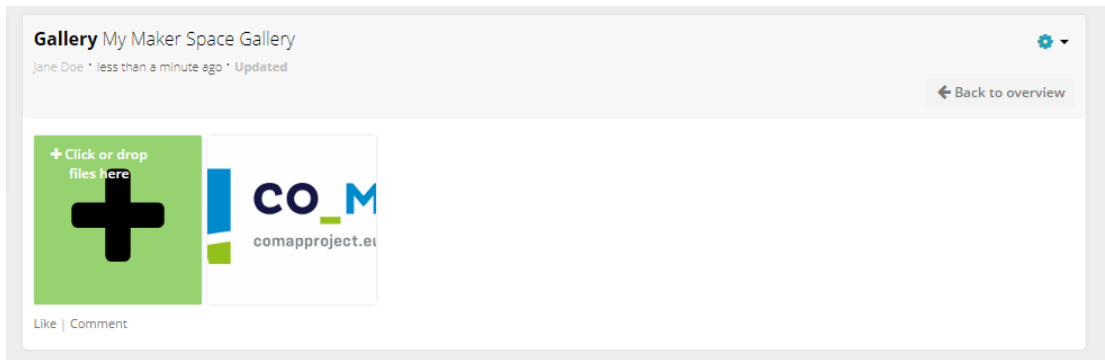 Gallery My Maker Space Gallery
Jane Doe · less than a minute ago · Updated
Back to overview
+ Click or drop
files here
CO_M
comapproject.eu
Like | Comment